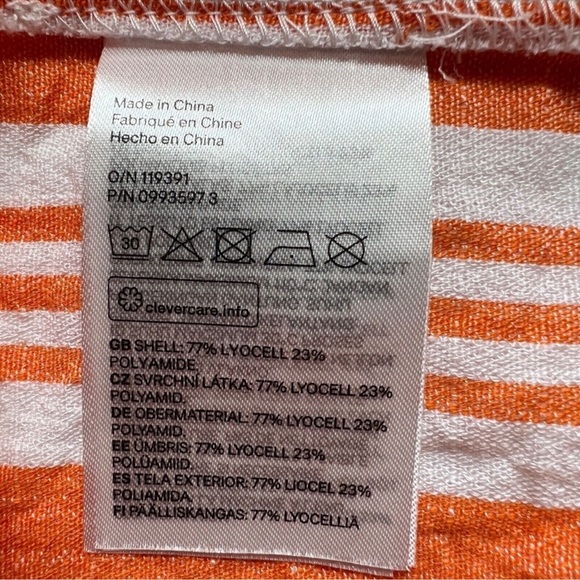 Made in China
Fabriqué en Chine
Hecho en China
O/N 119391
P/N 0993597 3
30
clevercare.info
GB SHELL: 77% LYOCELL 23%
POLYAMIDE.
CZ SVRCHNÍ LÁTKA: 77% LYOCELL 23%
POLYAMID.
DE OBERMATERIAL: 77% LYOCELL 23%
POLYAMID.
EE ÜMBRIS: 77% LYOCELL 23%
POLÜAMIID.
ES TELA EXTERIOR: 77% LIOCEL 23%
POLIAMIDA.
FI PÄÄLLISKANGAS: 77% LYOCELLIÄ